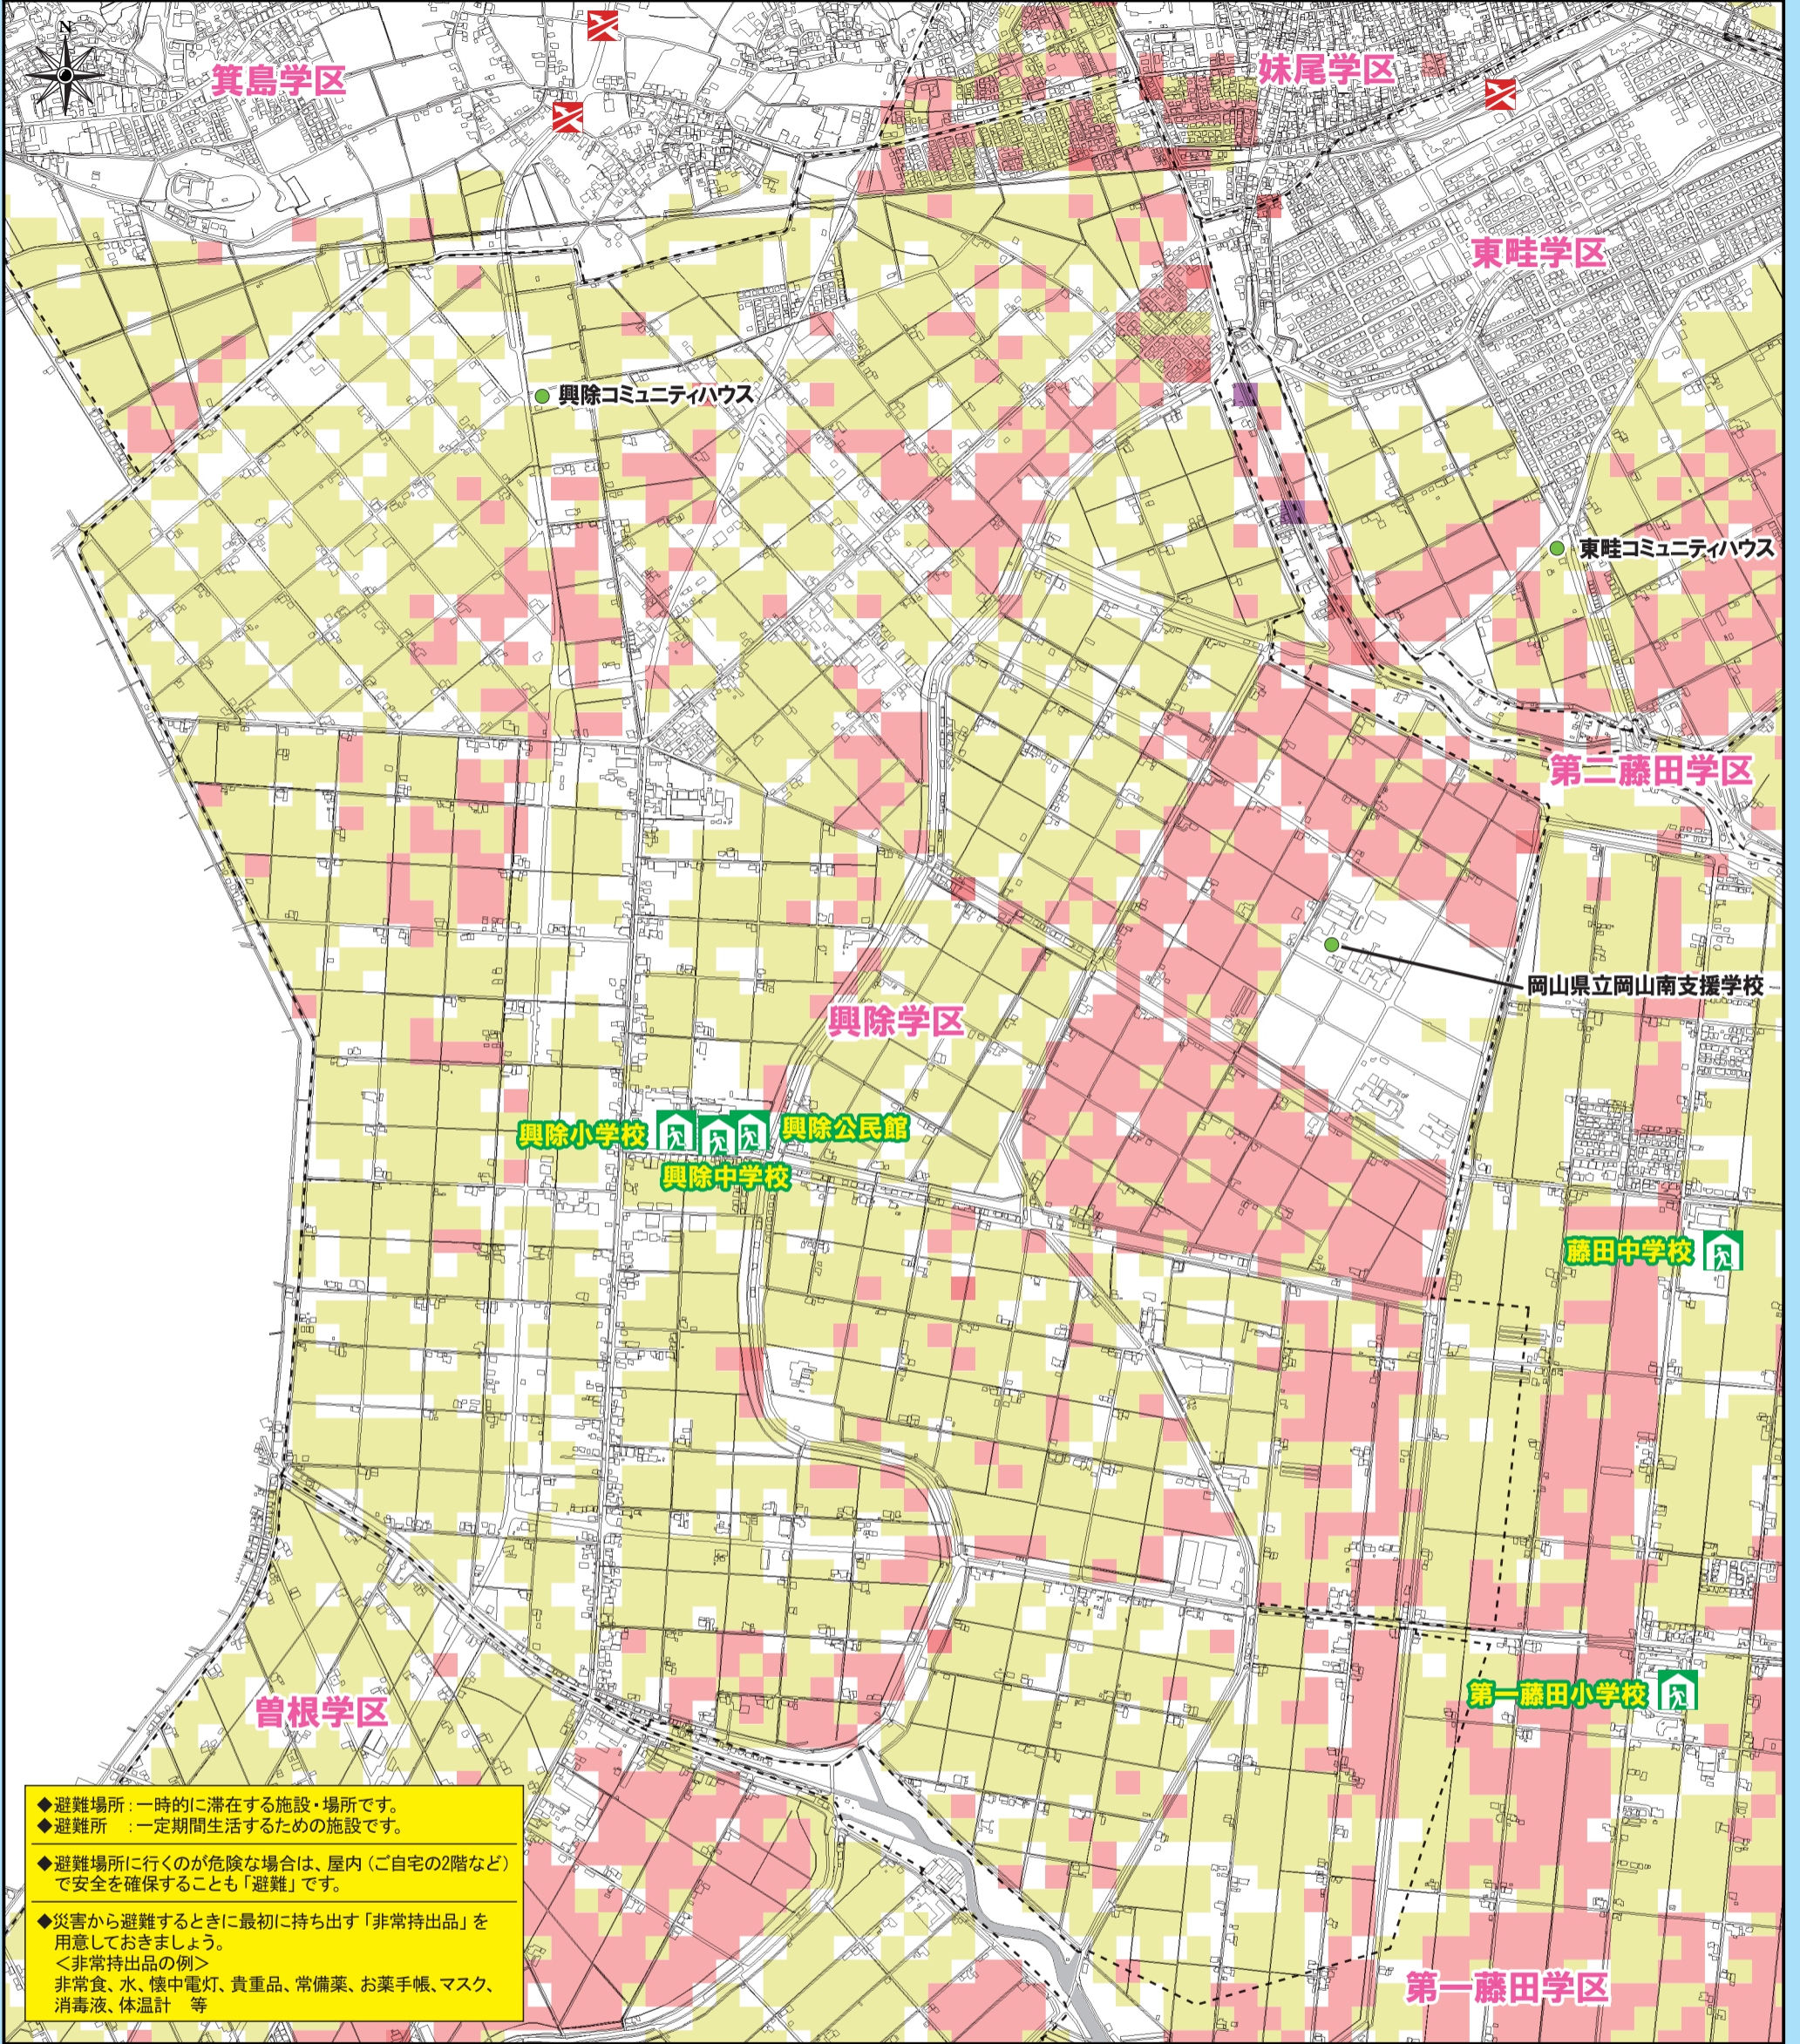 N
箕島学区
妹尾学区
東畦学区
興除コミュニティハウス
東畦コミュニティハウス
第二藤田学区
岡山県立岡山南支援学校
興除学区
興除小学校
興除公民館
興除中学校
藤田中学校
第一藤田小学校
曽根学区
第一藤田学区
◆避難場所:一時的に滞在する施設・場所です。
◆避難所 :一定期間生活するための施設です。
◆避難場所に行くのが危険な場合は、屋内(ご自宅の2階など)
で安全を確保することも「避難」です。
◆災害から避難するときに最初に持ち出す「非常持出品」を
用意しておきましょう。
<非常持出品の例>
非常食、水、懐中電灯、貴重品、常備薬、お薬手帳、マスク、
消毒液、体温計 等